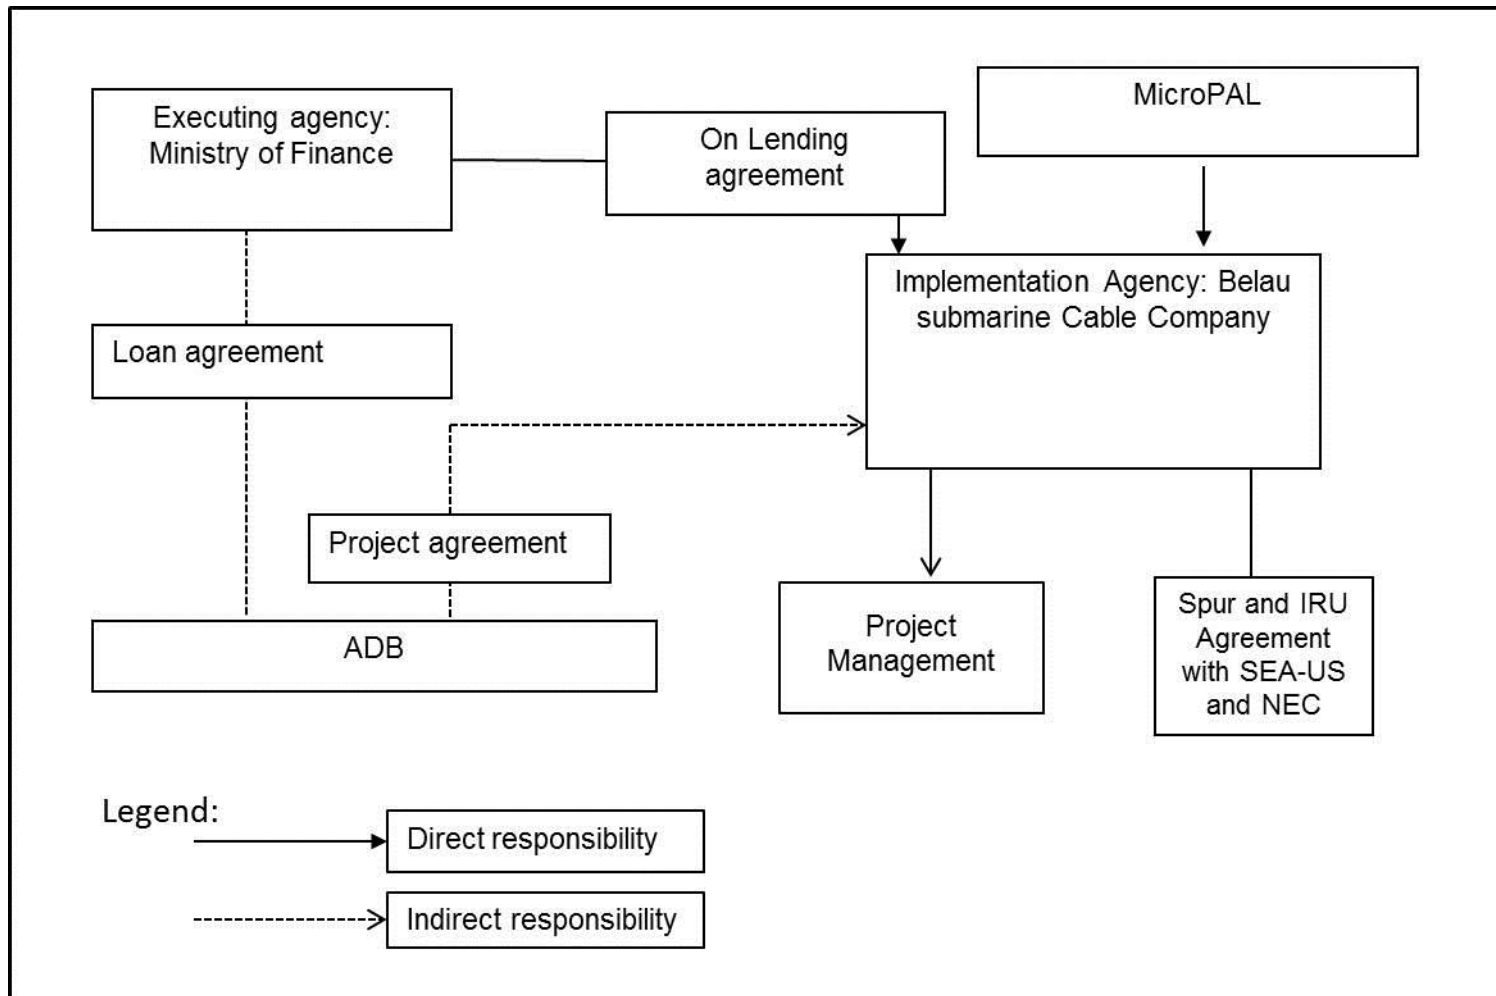 Executing agency:
Ministry of Finance
On Lending
agreement
MicroPAL
Implementation Agency: Belau
submarine Cable Company
Loan agreement
Project agreement
ADB
Project
Management
Spur and IRU
Agreement
with SEA-US
and NEC
Legend:
Direct responsibility
Indirect responsibility